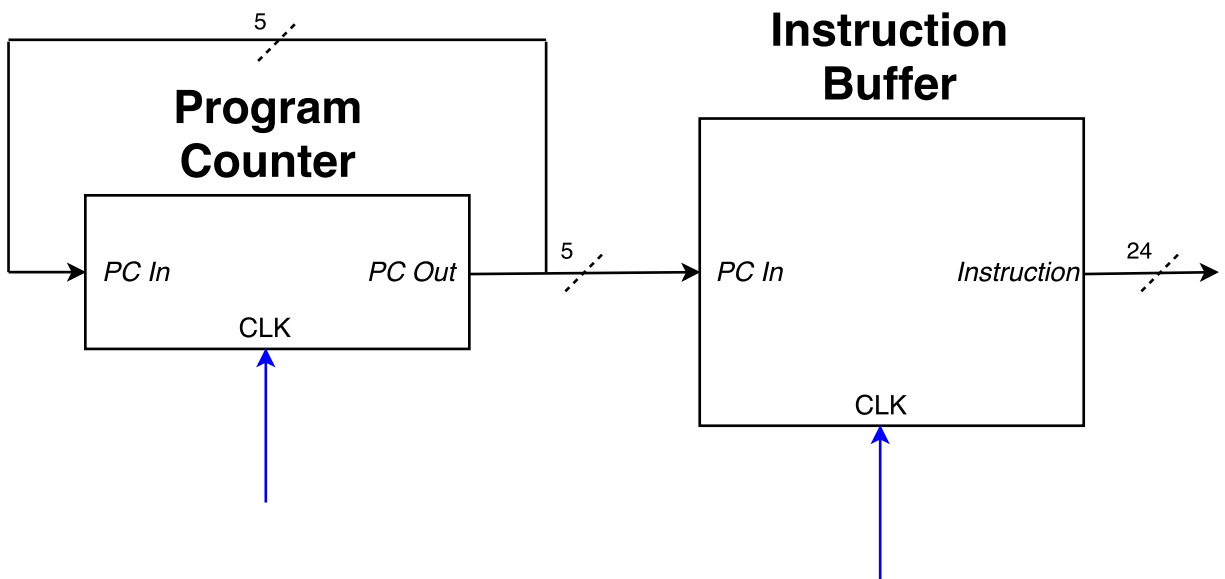 5
Instruction
Buffer
Program
Counter
PC In
PC Out
CLK
5
PC In
Instruction
24
CLK